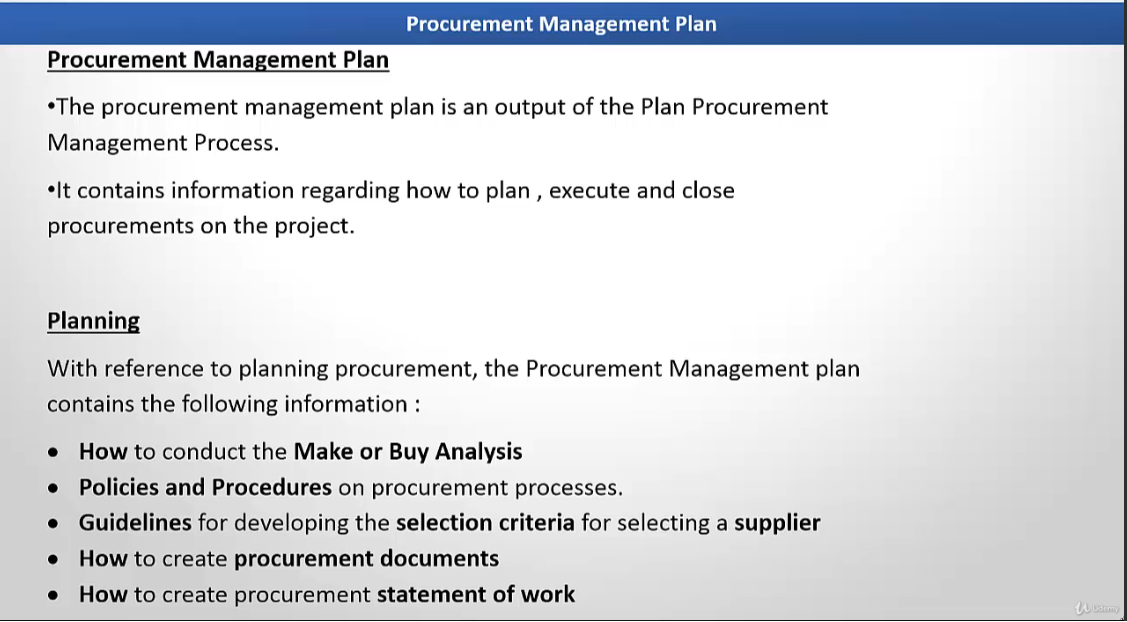 Procurement Management Plan
Procurement Management Plan
•The procurement management plan is an output of the Plan Procurement
Management Process.
•It contains information regarding how to plan , execute and close
procurements on the project.
Planning
With reference to planning procurement, the Procurement Management plan
contains the following information :
• How to conduct the Make or Buy Analysis
• Policies and Procedures on procurement processes.
• Guidelines for developing the selection criteria for selecting a supplier
• How to create procurement documents
• How to create procurement statement of work
Udemy